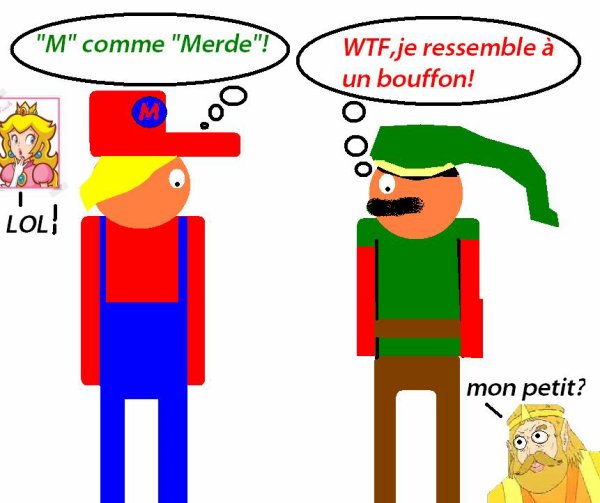 "M" comme "Merde"!
WTF,je ressemble à
un bouffon!
M
LOL!
mon petit?